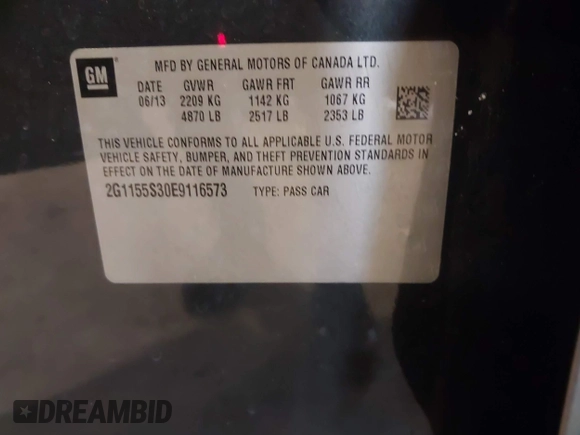 GM
MFD BY GENERAL MOTORS OF CANADA LTD.
DATE GVWR GAWR FRT GAWR RR
06/13 2209 KG 1142 KG 1067 KG
4870 LB 2517 LB 2353 LB
THIS VEHICLE CONFORMS TO ALL APPLICABLE U.S. FEDERAL MOTOR
VEHICLE SAFETY, BUMPER, AND THEFT PREVENTION STANDARDS IN
EFFECT ON THE DATE OF MANUFACTURE SHOWN ABOVE.
2G1155S30E9116573 TYPE: PASS CAR
DREAMBID